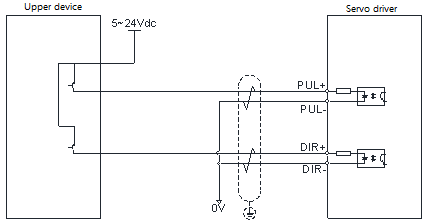 Upper device
Servo driver
5~24Vdc
PUL+
PUL-
DIR+
DIR-
0V